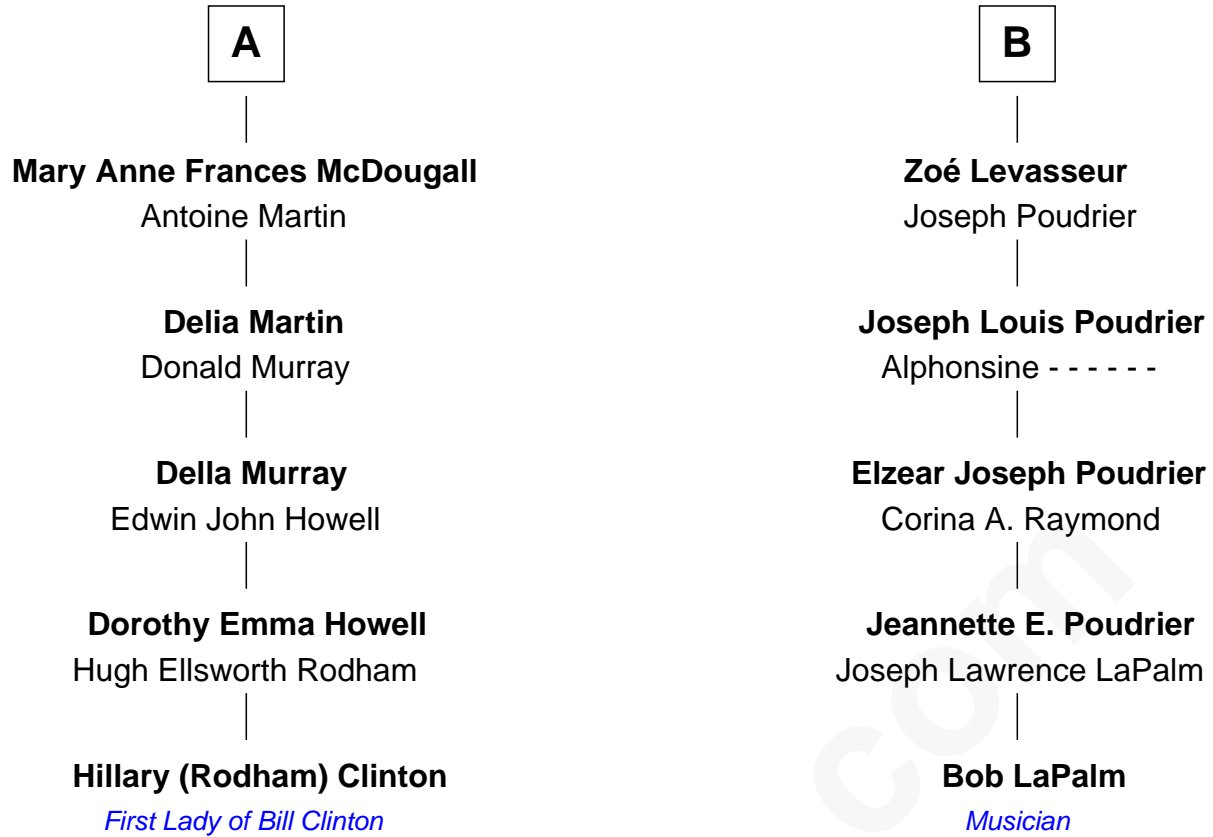 A
Mary Anne Frances McDougall
Antoine Martin
Delia Martin
Donald Murray
Della Murray
Edwin John Howell
Dorothy Emma Howell
Hugh Ellsworth Rodham
Hillary (Rodham) Clinton
First Lady of Bill Clinton
B
Zoé Levasseur
Joseph Poudrier
Joseph Louis Poudrier
Alphonsine - - - - - -
Elzear Joseph Poudrier
Corina A. Raymond
Jeannette E. Poudrier
Joseph Lawrence LaPalm
Bob LaPalm
Musician
com